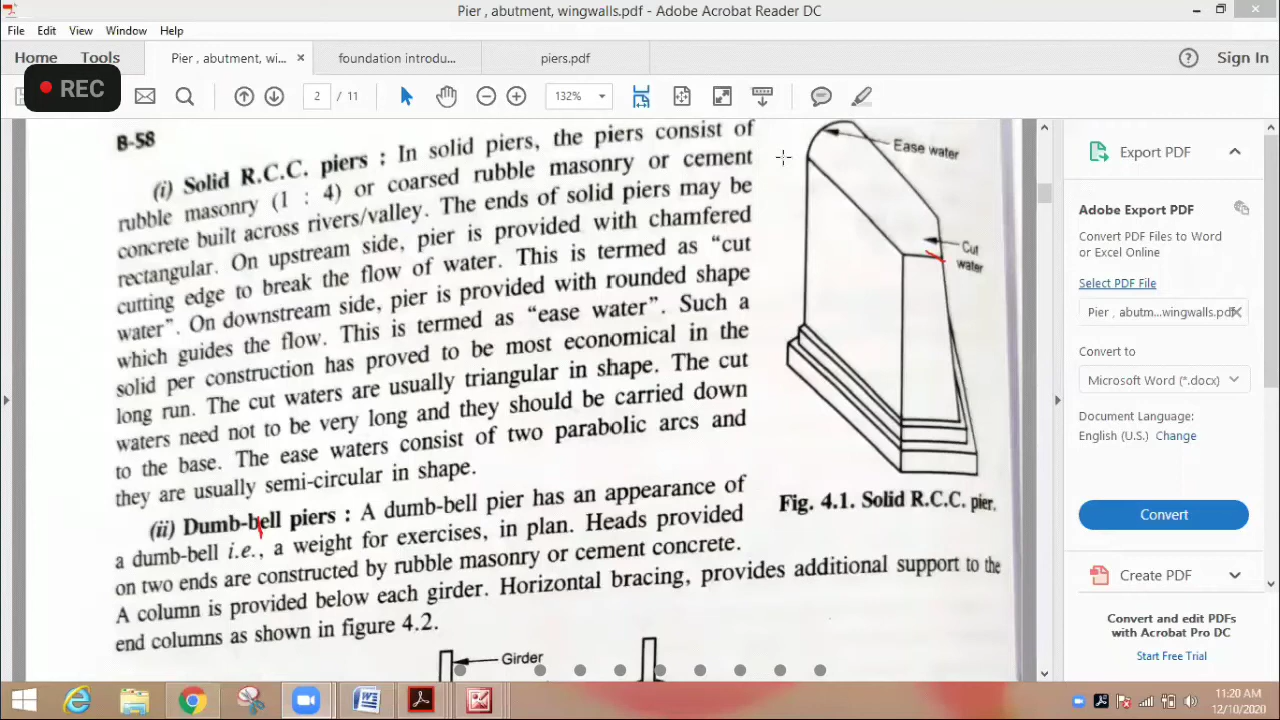 Pier , abutment, wingwalls.pdf - Adobe Acrobat Reader DC
File Edit View Window Help
Home Tools Pier , abutment, wi... × foundation introdu... piers.pdf Sign In
REC 2 / 11 132%
B-58
(i) Solid R.C.C. piers : In solid piers, the piers consist of
rubble masonry (1 : 4) or coarsed rubble masonry or cement
concrete built across rivers/valley. The ends of solid piers may be
rectangular. On upstream side, pier is provided with chamfered
cutting edge to break the flow of water. This is termed as “cut
water”. On downstream side, pier is provided with rounded shape
which guides the flow. This is termed as “ease water”. Such a
solid per construction has proved to be most economical in the
long run. The cut waters are usually triangular in shape. The cut
waters need not to be very long and they should be carried down
to the base. The ease waters consist of two parabolic arcs and
they are usually semi-circular in shape.
Ease water
Cut
water
Fig. 4.1. Solid R.C.C. pier.
(ii) Dumb-bell piers : A dumb-bell pier has an appearance of
a dumb-bell i.e., a weight for exercises, in plan. Heads provided
on two ends are constructed by rubble masonry or cement concrete.
A column is provided below each girder. Horizontal bracing, provides additional support to the
end columns as shown in figure 4.2.
Girder
Export PDF
Adobe Export PDF
Convert PDF Files to Word
or Excel Online
Select PDF File
Pier , abutm...wingwalls.pdf
Convert to
Microsoft Word (*.docx)
Document Language:
English (U.S.) Change
Convert
Create PDF
Convert and edit PDFs
with Acrobat Pro DC
Start Free Trial
11:20 AM
12/10/2020